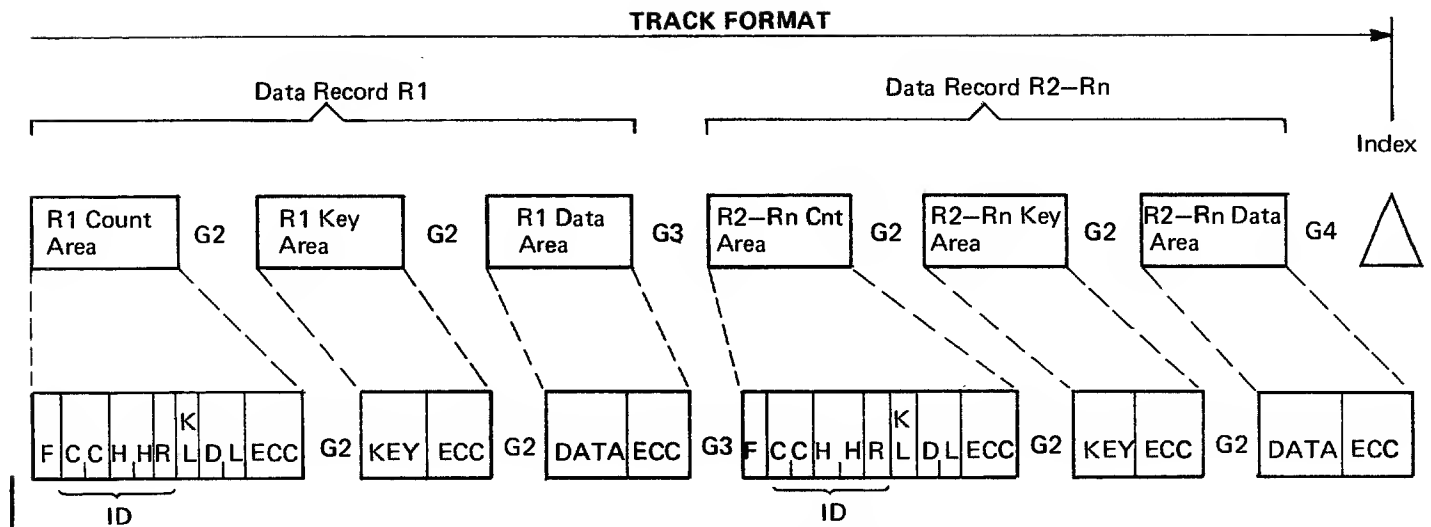 TRACK FORMAT
Data Record R1
Data Record R2–Rn
Index
R1 Count Area
G2
R1 Key Area
G2
R1 Data Area
G3
R2–Rn Cnt Area
G2
R2–Rn Key Area
G2
R2–Rn Data Area
G4
F C C H H R K L D L ECC G2 KEY ECC G2 DATA ECC G3 F C C H H R K L D L ECC G2 KEY ECC G2 DATA ECC
ID
ID